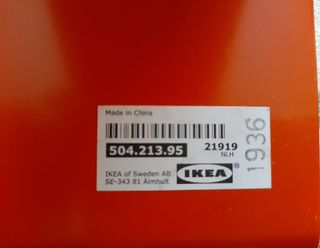 Made in China
504.213.95 21919
NLH
IKEA of Sweden AB
SE-343 81 Älmhult
IKEA
1936